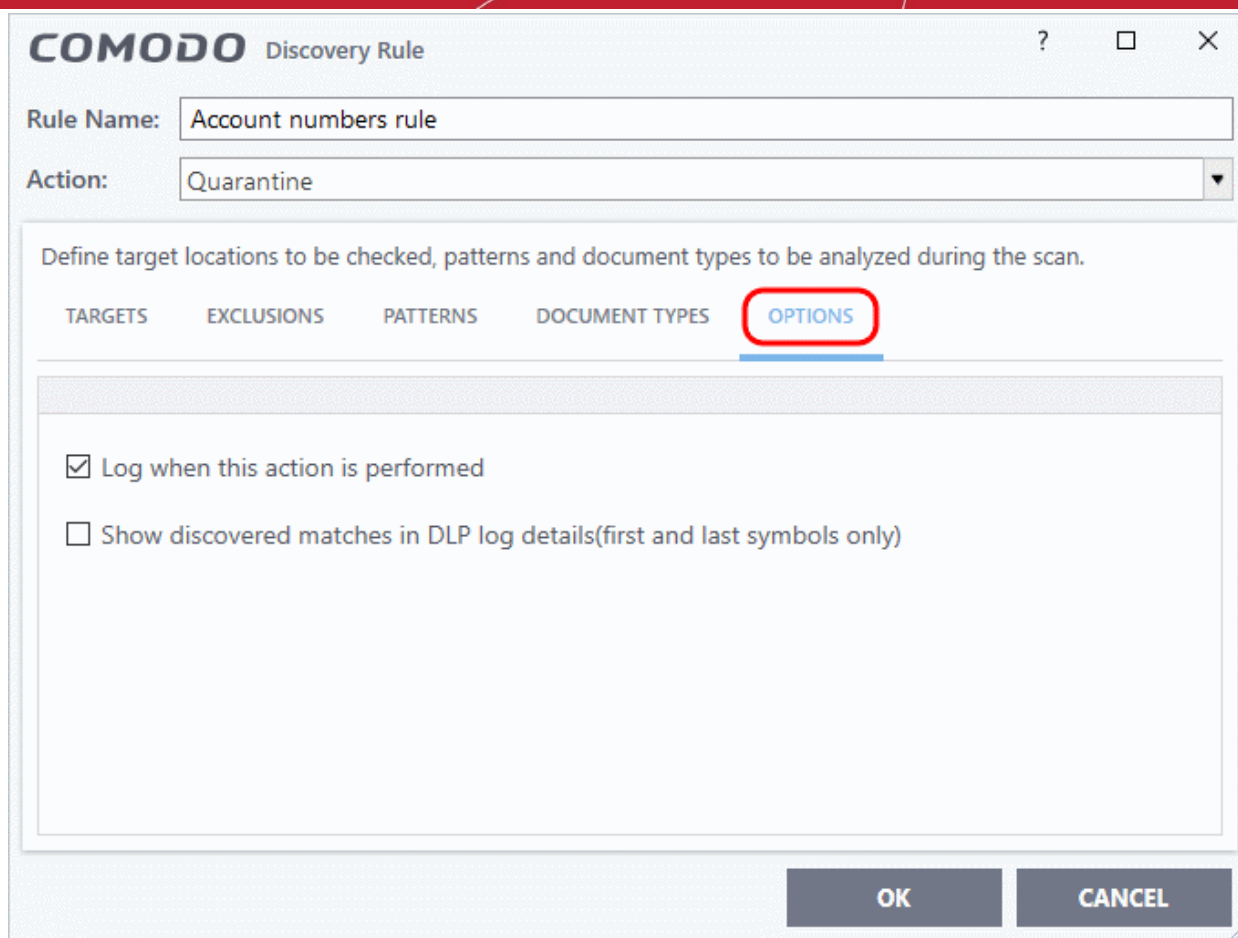 COMODO Discovery Rule ?
Rule Name: Account numbers rule
Action: Quarantine
Define target locations to be checked, patterns and document types to be analyzed during the scan.
TARGETS EXCLUSIONS PATTERNS DOCUMENT TYPES OPTIONS
Log when this action is performed
Show discovered matches in DLP log details(first and last symbols only)
OK CANCEL